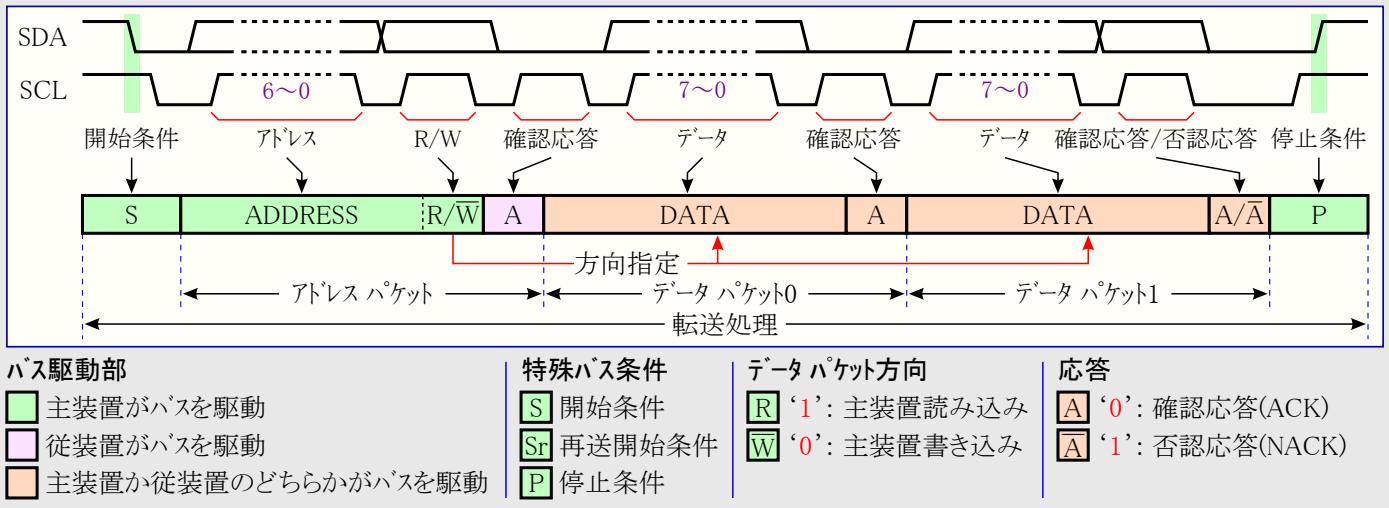 SDA
SCL
6～0 7～0 7～0
開始条件 アドレス R/W 確認応答 データ 確認応答 データ 確認応答/否認応答 停止条件
S ADDRESS R/W̅ A DATA A DATA A/A̅ P
方向指定
アドレス パケット データ パケット0 データ パケット1
転送処理
バス駆動部
主装置がバスを駆動
従装置がバスを駆動
主装置か従装置のどちらかがバスを駆動
特殊バス条件
S 開始条件
Sr 再送開始条件
P 停止条件
データ パケット方向
R ‘1’: 主装置読み込み
W̅ ‘0’: 主装置書き込み
応答
A ‘0’: 確認応答(ACK)
A̅ ‘1’: 否認応答(NACK)